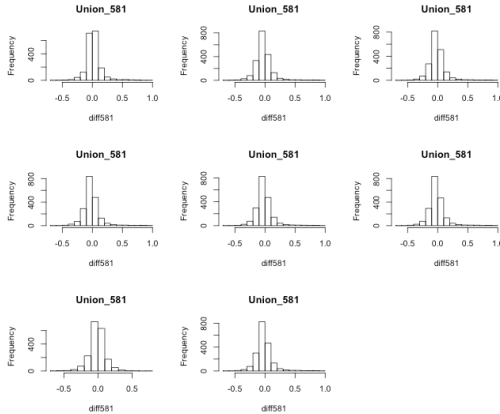 Union_581 Union_581 Union_581
Frequency 0 400 Frequency 0 400 800 Frequency 0 400 800
-0.5 0.0 0.5 1.0 -0.5 0.0 0.5 1.0 -0.5 0.0 0.5 1.0
diff581 diff581 diff581
Union_581 Union_581 Union_581
Frequency 0 400 800 Frequency 0 400 800 Frequency 0 400 800
-0.5 0.0 0.5 1.0 -0.5 0.0 0.5 1.0 -0.5 0.0 0.5 1.0
diff581 diff581 diff581
Union_581 Union_581
Frequency 0 400 Frequency 0 400 800
-0.5 0.0 0.5 -0.5 0.0 0.5 1.0
diff581 diff581